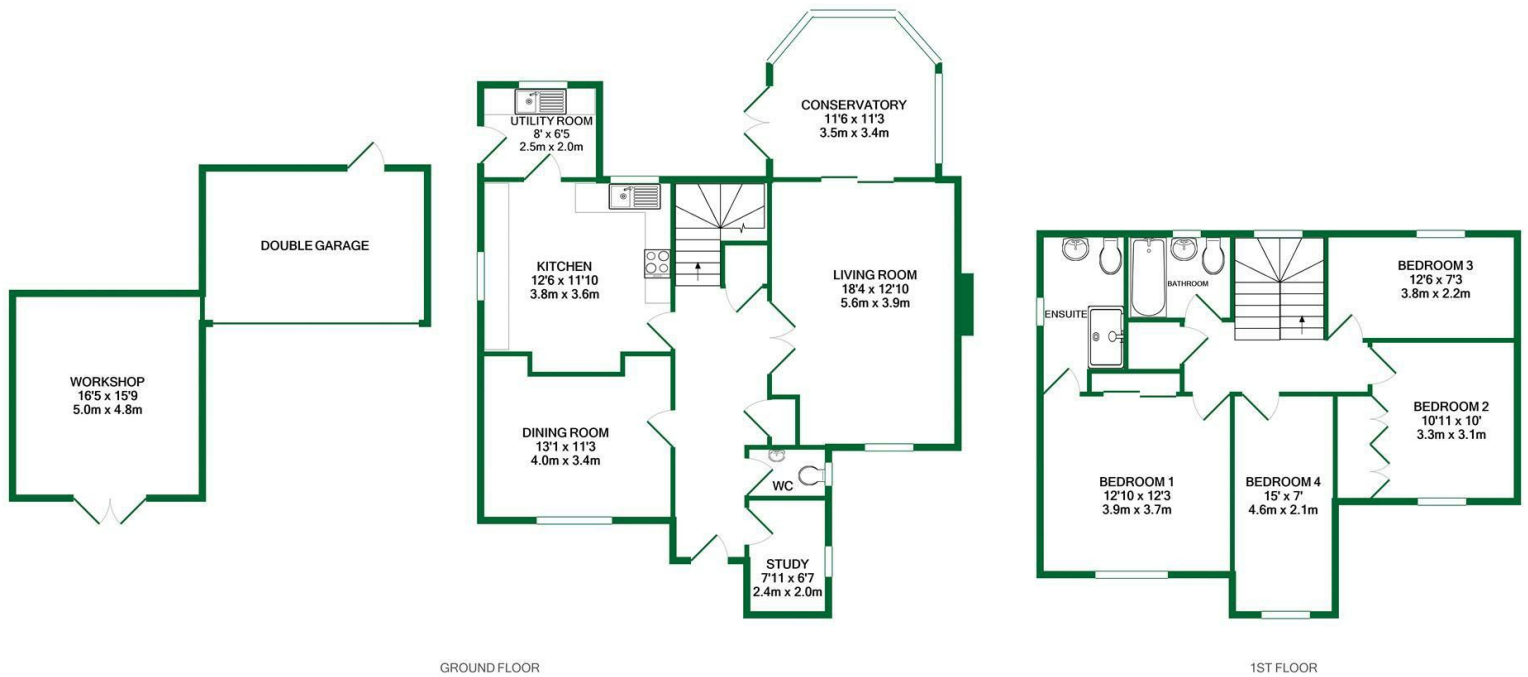 CONSERVATORY
11'6 x 11'3
3.5m x 3.4m
UTILITY ROOM
8' x 6'5
2.5m x 2.0m
DOUBLE GARAGE
KITCHEN
12'6 x 11'10
3.8m x 3.6m
LIVING ROOM
18'4 x 12'10
5.6m x 3.9m
WORKSHOP
16'5 x 15'9
5.0m x 4.8m
DINING ROOM
13'1 x 11'3
4.0m x 3.4m
WC
STUDY
7'11 x 6'7
2.4m x 2.0m
GROUND FLOOR
BEDROOM 3
12'6 x 7'3
3.8m x 2.2m
BATHROOM
ENSUITE
BEDROOM 2
10'11 x 10'
3.3m x 3.1m
BEDROOM 1
12'10 x 12'3
3.9m x 3.7m
BEDROOM 4
15' x 7'
4.6m x 2.1m
1ST FLOOR